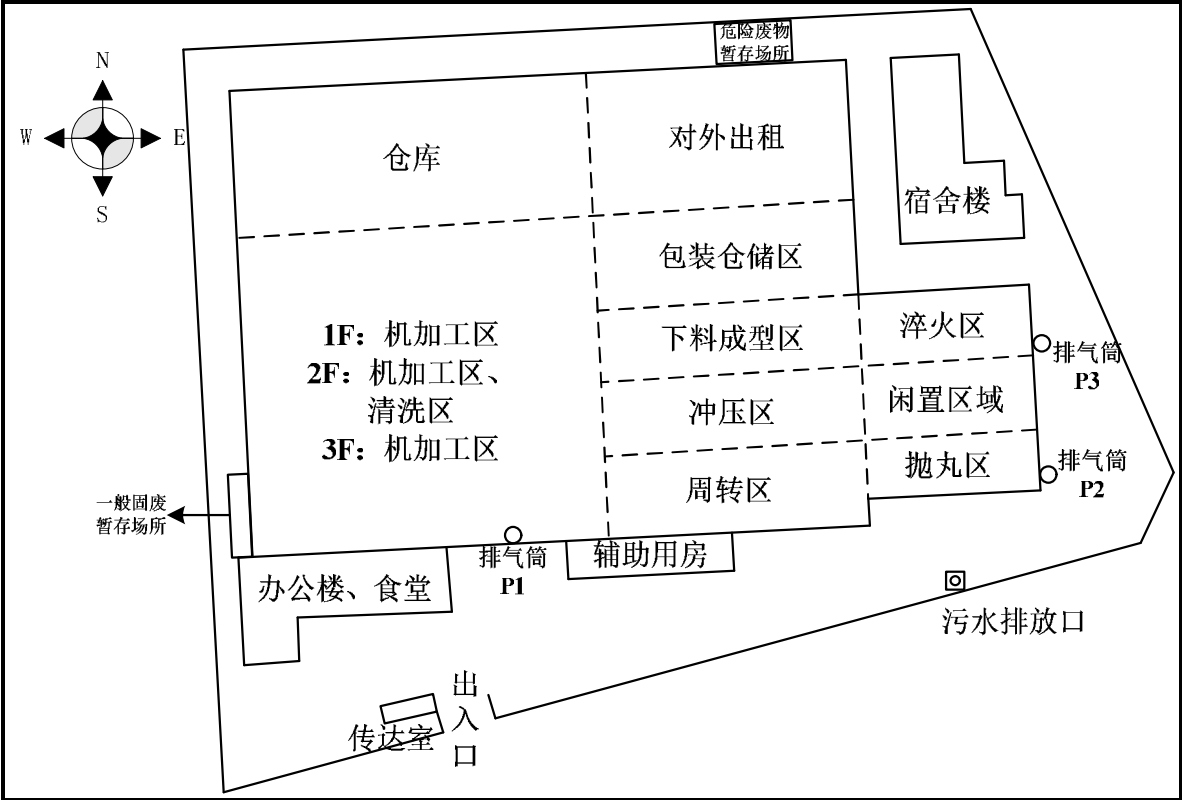 危险废物
暂存场所
N
W
E
S
仓库
对外出租
宿舍楼
包装仓储区
1F：机加工区
2F：机加工区、
清洗区
3F：机加工区
下料成型区
淬火区
排气筒
P3
冲压区
闲置区域
周转区
抛丸区
排气筒
P2
一般固废
暂存场所
排气筒
P1
辅助用房
办公楼、食堂
污水排放口
出
入
口
传达室